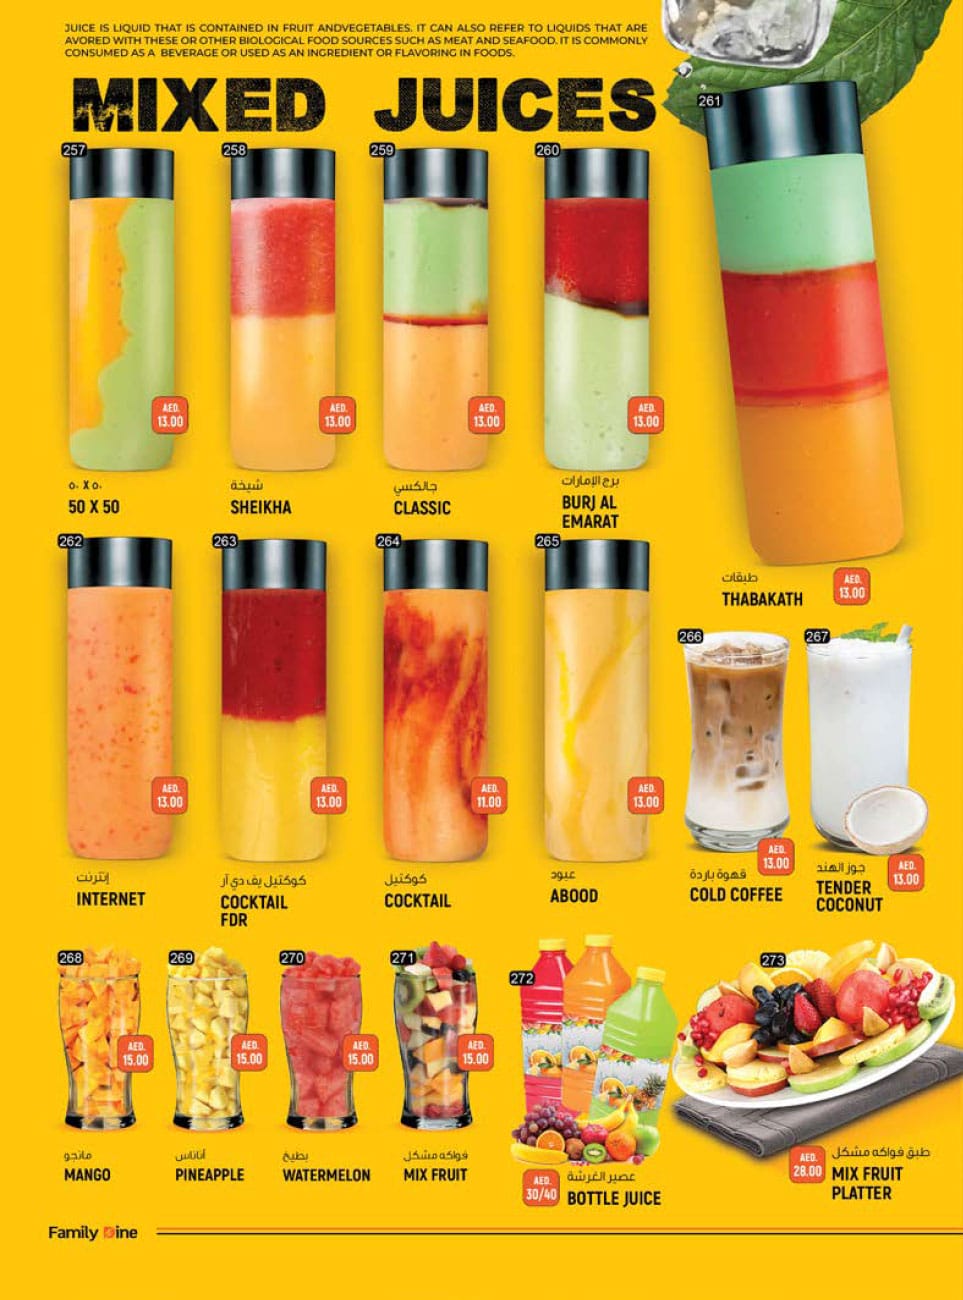 JUICE IS LIQUID THAT IS CONTAINED IN FRUIT ANDVEGETABLES. IT CAN ALSO REFER TO LIQUIDS THAT ARE
AVORED WITH THESE OR OTHER BIOLOGICAL FOOD SOURCES SUCH AS MEAT AND SEAFOOD. IT IS COMMONLY
CONSUMED AS A BEVERAGE OR USED AS AN INGREDIENT OR FLAVORING IN FOODS.
MIXED JUICES
257
AED.
13.00
٥٠ X ٥٠
50 X 50
258
AED.
13.00
شيخة
SHEIKHA
259
AED.
13.00
جالكسي
CLASSIC
260
AED.
13.00
برج الإمارات
BURJ AL
EMARAT
261
طبقات
THABAKATH
AED.
13.00
262
AED.
13.00
إنترنت
INTERNET
263
AED.
13.00
كوكتيل يف دي آر
COCKTAIL
FDR
264
AED.
11.00
كوكتيل
COCKTAIL
265
AED.
13.00
عبود
ABOOD
266
AED.
13.00
قهوة باردة
COLD COFFEE
267
AED.
13.00
جوز الهند
TENDER
COCONUT
268
AED.
15.00
مانجو
MANGO
269
AED.
15.00
أناناس
PINEAPPLE
270
AED.
15.00
بطيخ
WATERMELON
271
AED.
15.00
فواكه مشكل
MIX FRUIT
272
AED.
30/40
عصير الغرشة
BOTTLE JUICE
273
AED.
28.00
طبق فواكه مشكل
MIX FRUIT
PLATTER
Family Dine